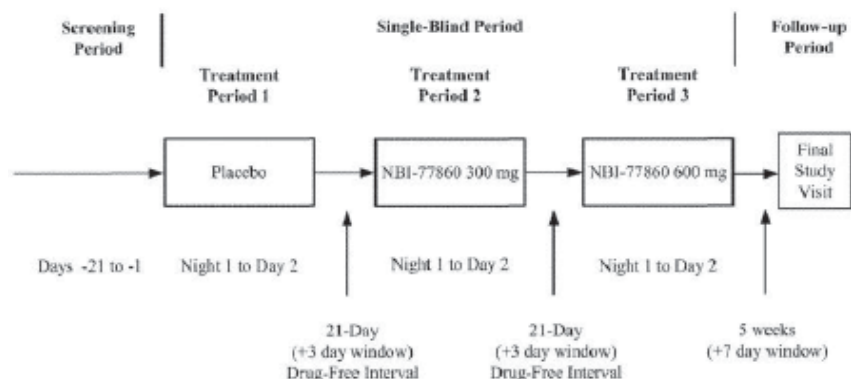 Screening
Period
Single-Blind Period
Follow-up
Period
Treatment
Period 1
Treatment
Period 2
Treatment
Period 3
Placebo
NBI-77860 300 mg
NBI-77860 600 mg
Final
Study
Visit
Days -21 to -1
Night 1 to Day 2
Night 1 to Day 2
Night 1 to Day 2
21-Day
(+3 day window)
Drug-Free Interval
21-Day
(+3 day window)
Drug-Free Interval
5 weeks
(+7 day window)